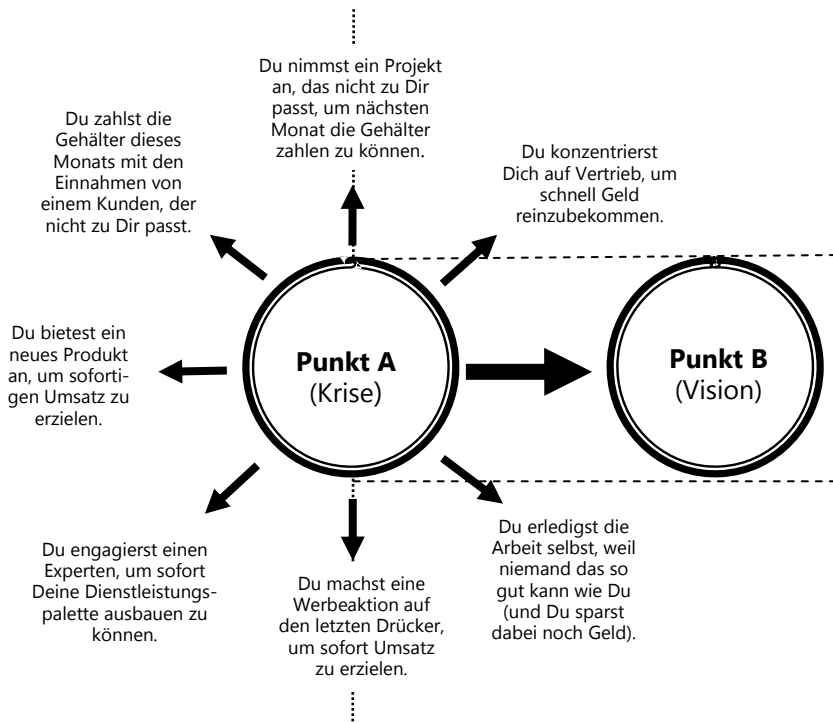 Du nimmst ein Projekt
an, das nicht zu Dir
passt, um nächsten
Monat die Gehälter
zahlen zu können.
Du zahlst die
Gehälter dieses
Monats mit den
Einnahmen von
einem Kunden, der
nicht zu Dir passt.
Du konzentrierst
Dich auf Vertrieb, um
schnell Geld
reinzubekommen.
Du bietest ein
neues Produkt
an, um soforti-
gen Umsatz zu
erzielen.
Punkt A
(Krise)
Punkt B
(Vision)
Du engagierst einen
Experten, um sofort
Deine Dienstleistungs-
palette ausbauen zu
können.
Du machst eine
Werbeaktion auf
den letzten Drücker,
um sofort Umsatz
zu erzielen.
Du erledigst die
Arbeit selbst, weil
niemand das so
gut kann wie Du
(und Du sparst
dabei noch Geld).